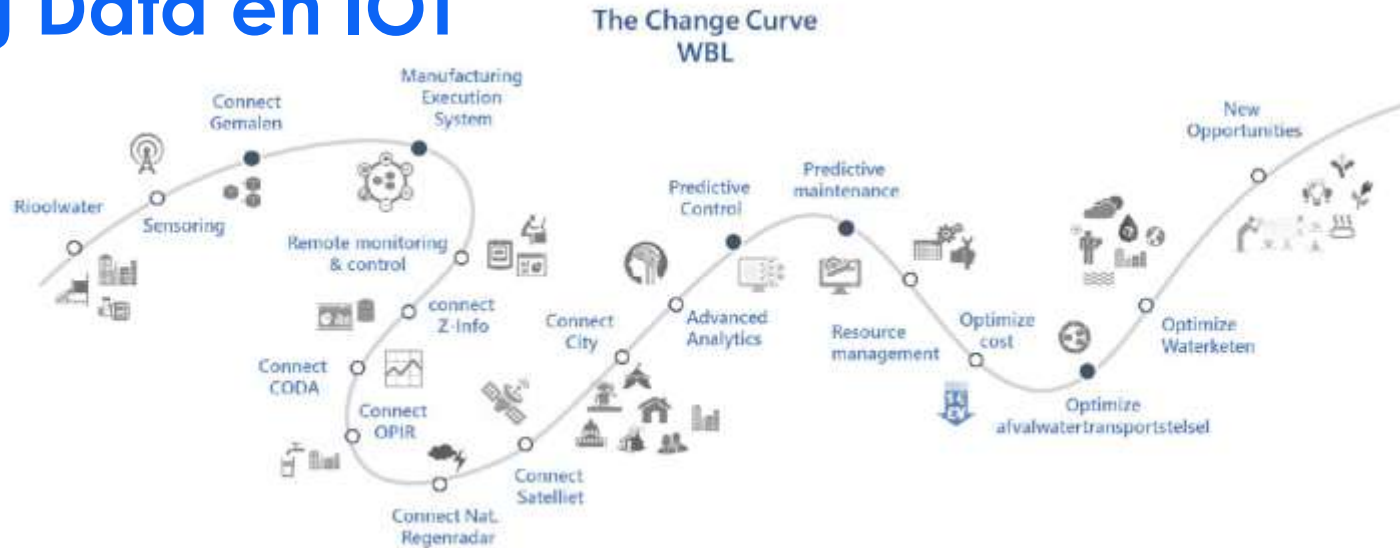 g Data en IOT
The Change Curve
WBL
Rioolwater
Sensoring
Connect
Gemalen
Manufacturing
Execution
System
Remote monitoring
& control
connect
Z-Info
Connect
CODA
Connect
OPIR
Connect Nat.
Regenradar
Connect
Satelliet
Connect
City
Advanced
Analytics
Predictive
Control
Predictive
maintenance
Resource
management
Optimize
cost
Optimize
afvalwatertransportstelsel
Optimize
Waterketen
New
Opportunities